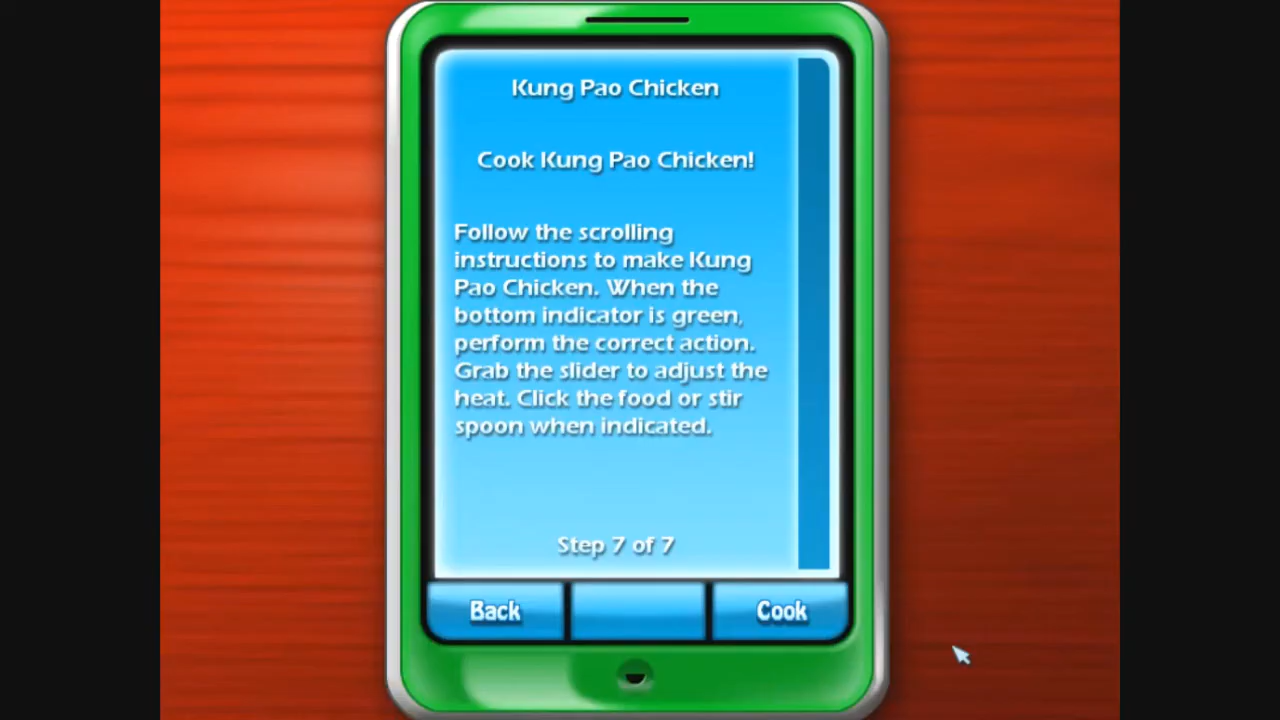 Kung Pao Chicken
Cook Kung Pao Chicken!
Follow the scrolling
instructions to make Kung
Pao Chicken. When the
bottom indicator is green,
perform the correct action.
Grab the slider to adjust the
heat. Click the food or stir
spoon when indicated.
Step 7 of 7
Back
Cook